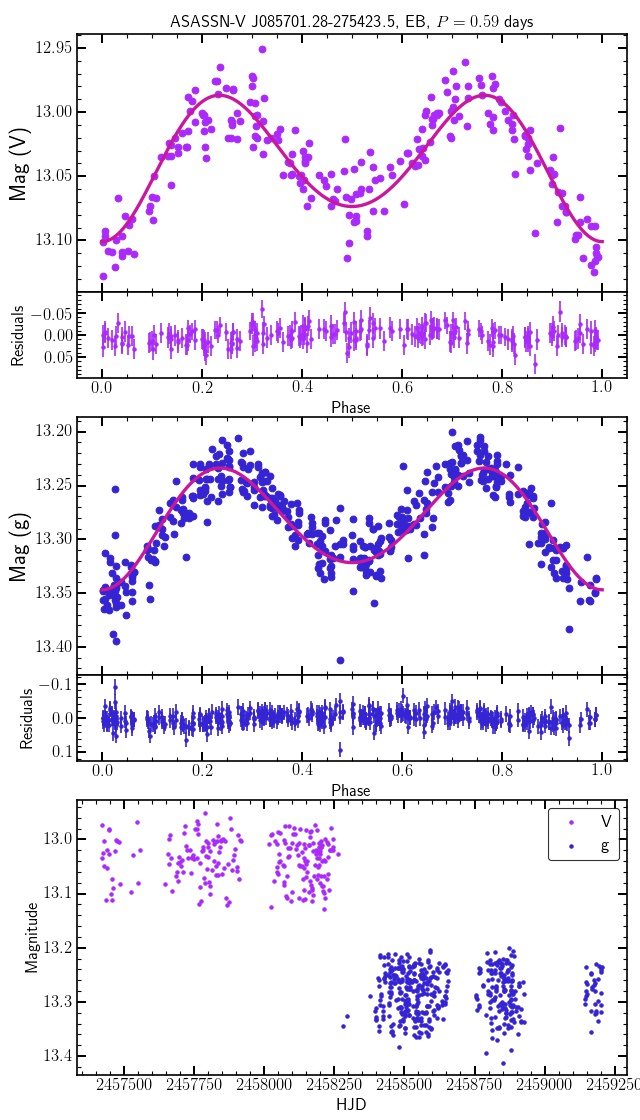 ASASSN-V J085701.28-275423.5, EB, P = 0.59 days
12.95
13.00
13.05
13.10
Mag (V)
−0.05
0.00
0.05
Residuals
0.0 0.2 0.4 0.6 0.8 1.0
Phase
13.20
13.25
13.30
13.35
13.40
Mag (g)
−0.1
0.0
0.1
Residuals
0.0 0.2 0.4 0.6 0.8 1.0
Phase
V
g
13.0
13.1
13.2
13.3
13.4
Magnitude
2457500 2457750 2458000 2458250 2458500 2458750 2459000 2459250
HJD